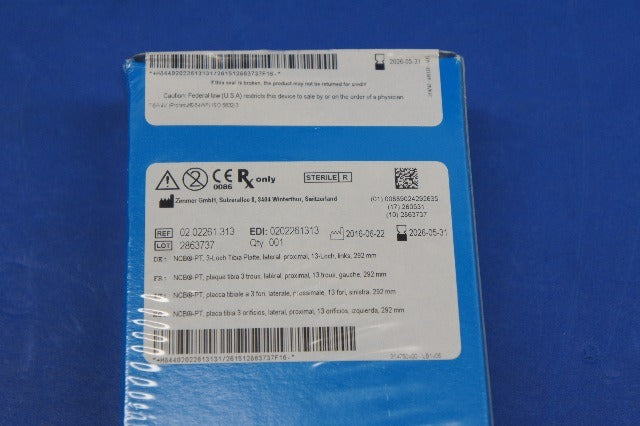 *+H84402022613131/261512863737F16-*
2026-05-31
If this seal is broken, the product may not be returned for credit!
Caution: Federal law (U.S.A) restricts this device to sale by or on the order of a physician.
CE 0086 Rx only
STERILE R
Zimmer GmbH, Sulzerallee 8, 8404 Winterthur, Switzerland
(01) 00889024292635
(17) 260531
(10) 2863737
REF 02.02261.313 EDI: 0202261313 2016-06-22 2026-05-31
LOT 2863737 Qty. 001
DE: NCB®-PT, 3-Loch Tibia Platte, lateral, proximal, 13-Loch, links, 292 mm
FR: NCB®-PT, plaque tibia 3 trous, latéral, proximal, 13 trous, gauche, 292 mm
NCB®-PT, placca tibiale a 3 fori, laterale, prossimale, 13 fori, sinistra, 292 mm
NCB®-PT, placa tibia 3 orificios, lateral, proximal, 13 orificios, izquierda, 292 mm
*+H84402022613131/261512863737F16-*